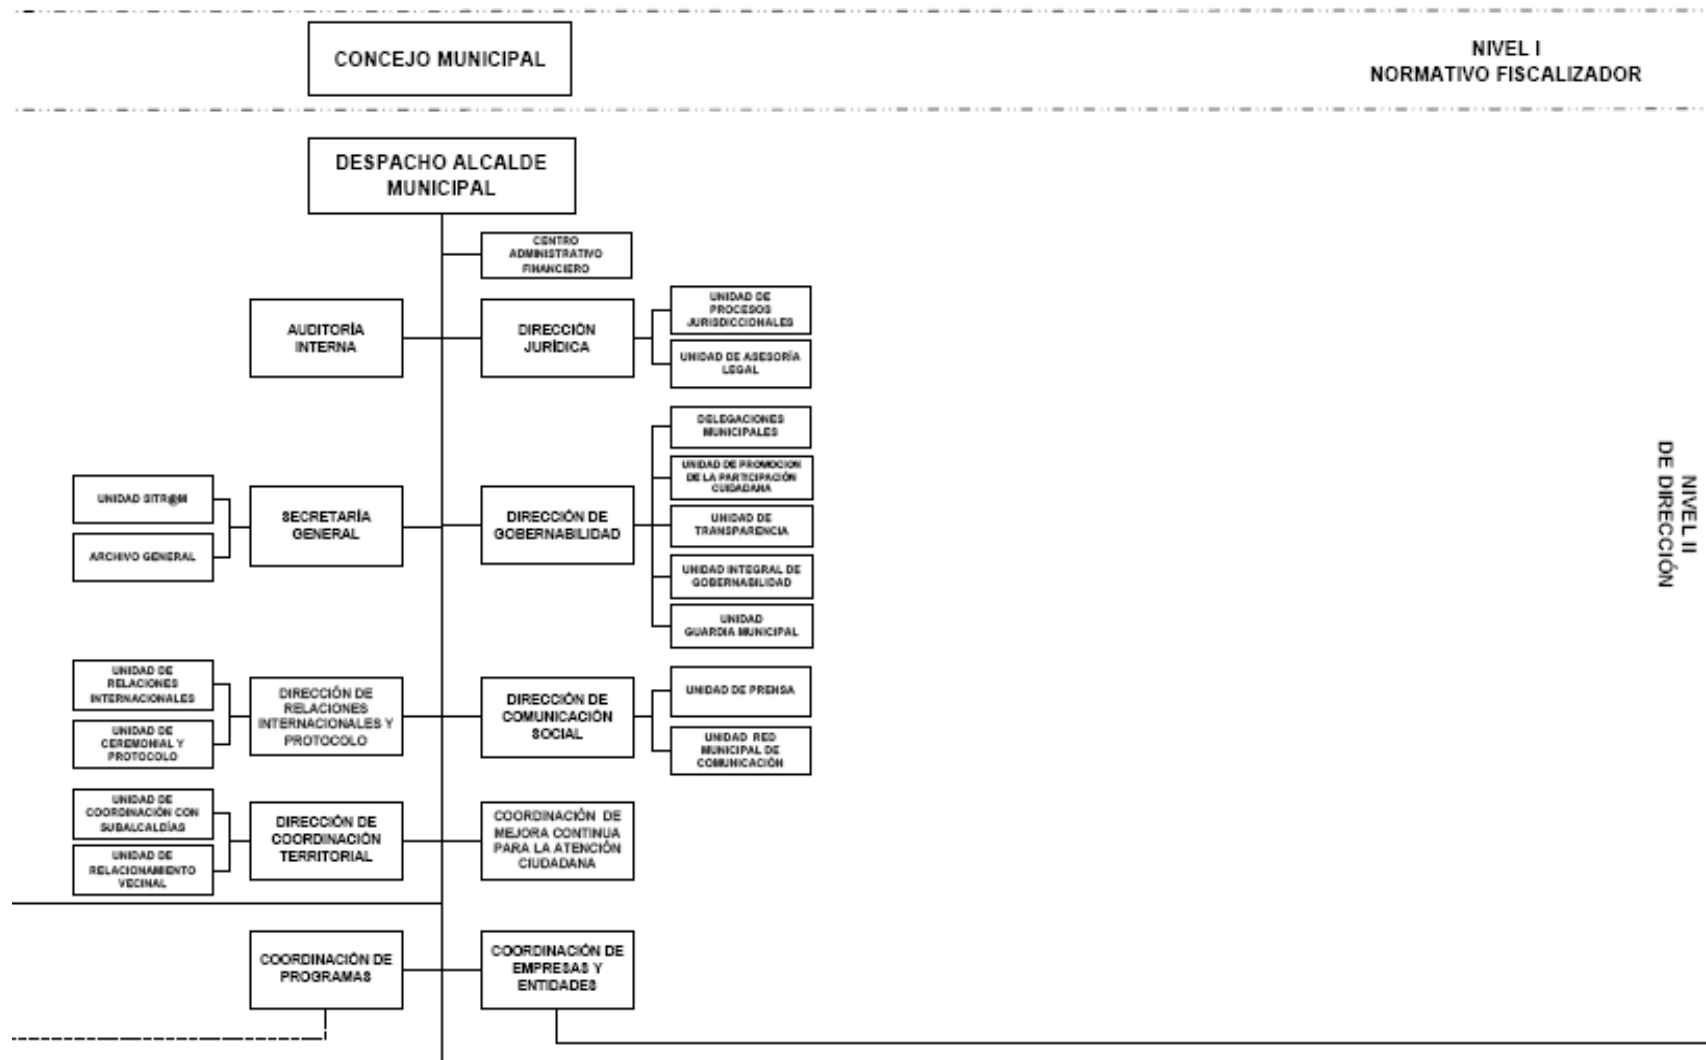 CONCEJO MUNICIPAL
NIVEL I
NORMATIVO FISCALIZADOR
DESPACHO ALCALDE
MUNICIPAL
CENTRO
ADMINISTRATIVO
FINANCIERO
AUDITORÍA
INTERNA
DIRECCIÓN
JURÍDICA
UNIDAD DE
PROCESOS
JURISDICCIONALES
UNIDAD DE ASESORÍA
LEGAL
UNIDAD SITR@M
ARCHIVO GENERAL
SECRETARÍA
GENERAL
DIRECCIÓN DE
GOBERNABILIDAD
DELEGACIONES
MUNICIPALES
UNIDAD DE PROMOCION
DE LA PARTICIPACIÓN
CUIDADANA
UNIDAD DE
TRANSPARENCIA
UNIDAD INTEGRAL DE
GOBERNABILIDAD
UNIDAD
GUARDIA MUNICIPAL
NIVEL II
DE DIRECCIÓN
UNIDAD DE
RELACIONES
INTERNACIONALES
UNIDAD DE
CEREMONIAL Y
PROTOCOLO
DIRECCIÓN DE
RELACIONES
INTERNACIONALES Y
PROTOCOLO
DIRECCIÓN DE
COMUNICACIÓN
SOCIAL
UNIDAD DE PRENSA
UNIDAD RED
MUNICIPAL DE
COMUNICACIÓN
UNIDAD DE
COORDINACIÓN CON
SUBALCALDÍAS
UNIDAD DE
RELACIONAMIENTO
VECINAL
DIRECCIÓN DE
COORDINACIÓN
TERRITORIAL
COORDINACIÓN DE
MEJORA CONTINUA
PARA LA ATENCIÓN
CIUDADANA
COORDINACIÓN DE
PROGRAMAS
COORDINACIÓN DE
EMPRESAS Y
ENTIDADES